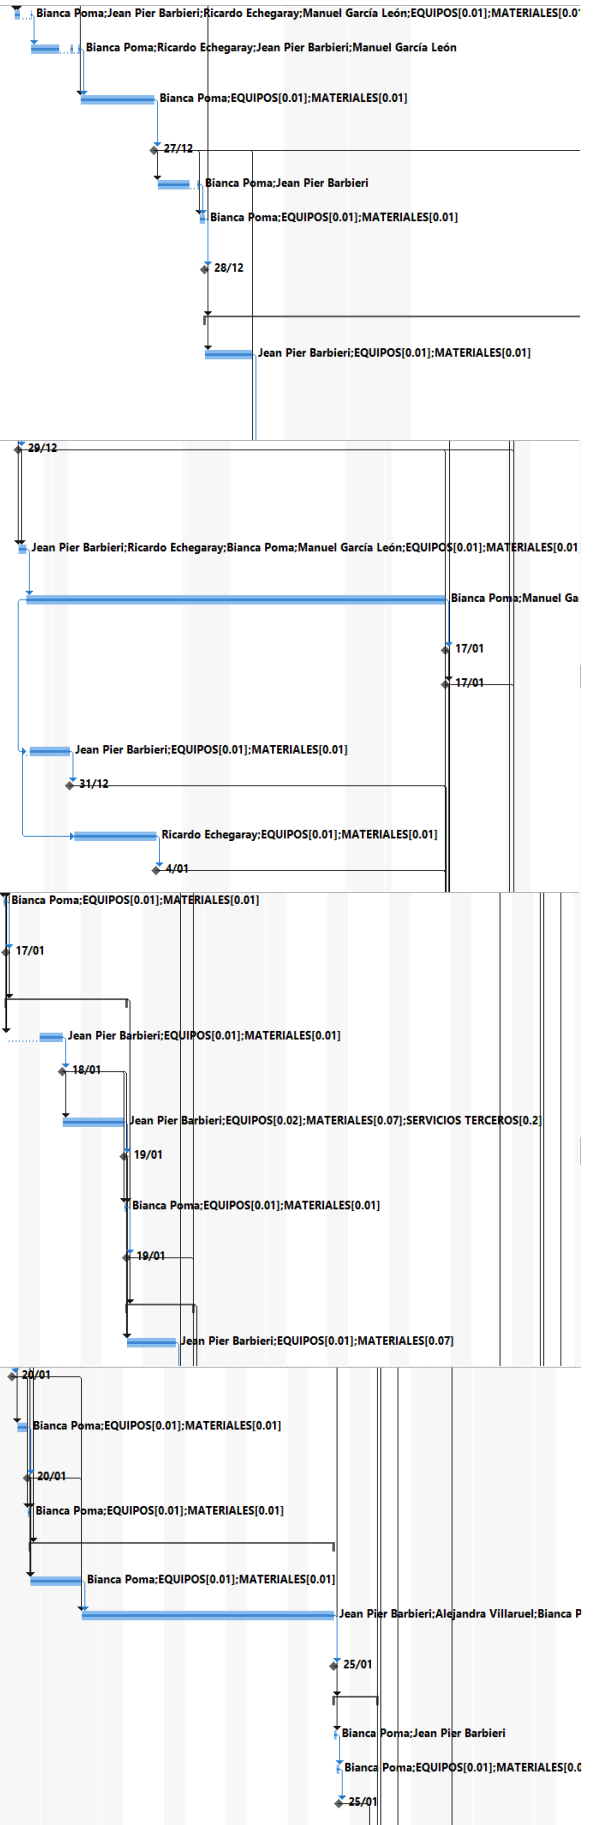 Bianca Poma;Jean Pier Barbieri;Ricardo Echegaray;Manuel García León;EQUIPOS[0.01];MATERIALES[0.0
Bianca Poma;Ricardo Echegaray;Jean Pier Barbieri;Manuel García León
Bianca Poma;EQUIPOS[0.01];MATERIALES[0.01]
27/12
Bianca Poma;Jean Pier Barbieri
Bianca Poma;EQUIPOS[0.01];MATERIALES[0.01]
28/12
Jean Pier Barbieri;EQUIPOS[0.01];MATERIALES[0.01]
29/12
Jean Pier Barbieri;Ricardo Echegaray;Bianca Poma;Manuel García León;EQUIPOS[0.01];MATERIALES[0.01
Bianca Poma;Manuel Ga
17/01
17/01
Jean Pier Barbieri;EQUIPOS[0.01];MATERIALES[0.01]
31/12
Ricardo Echegaray;EQUIPOS[0.01];MATERIALES[0.01]
4/01
Bianca Poma;EQUIPOS[0.01];MATERIALES[0.01]
17/01
Jean Pier Barbieri;EQUIPOS[0.01];MATERIALES[0.01]
18/01
Jean Pier Barbieri;EQUIPOS[0.02];MATERIALES[0.07];SERVICIOS TERCEROS[0.2]
19/01
Bianca Poma;EQUIPOS[0.01];MATERIALES[0.01]
19/01
Jean Pier Barbieri;EQUIPOS[0.01];MATERIALES[0.07]
20/01
Bianca Poma;EQUIPOS[0.01];MATERIALES[0.01]
20/01
Bianca Poma;EQUIPOS[0.01];MATERIALES[0.01]
Bianca Poma;EQUIPOS[0.01];MATERIALES[0.01]
Jean Pier Barbieri;Alejandra Villaruel;Bianca P
25/01
Bianca Poma;Jean Pier Barbieri
Bianca Poma;EQUIPOS[0.01];MATERIALES[0.0
25/01